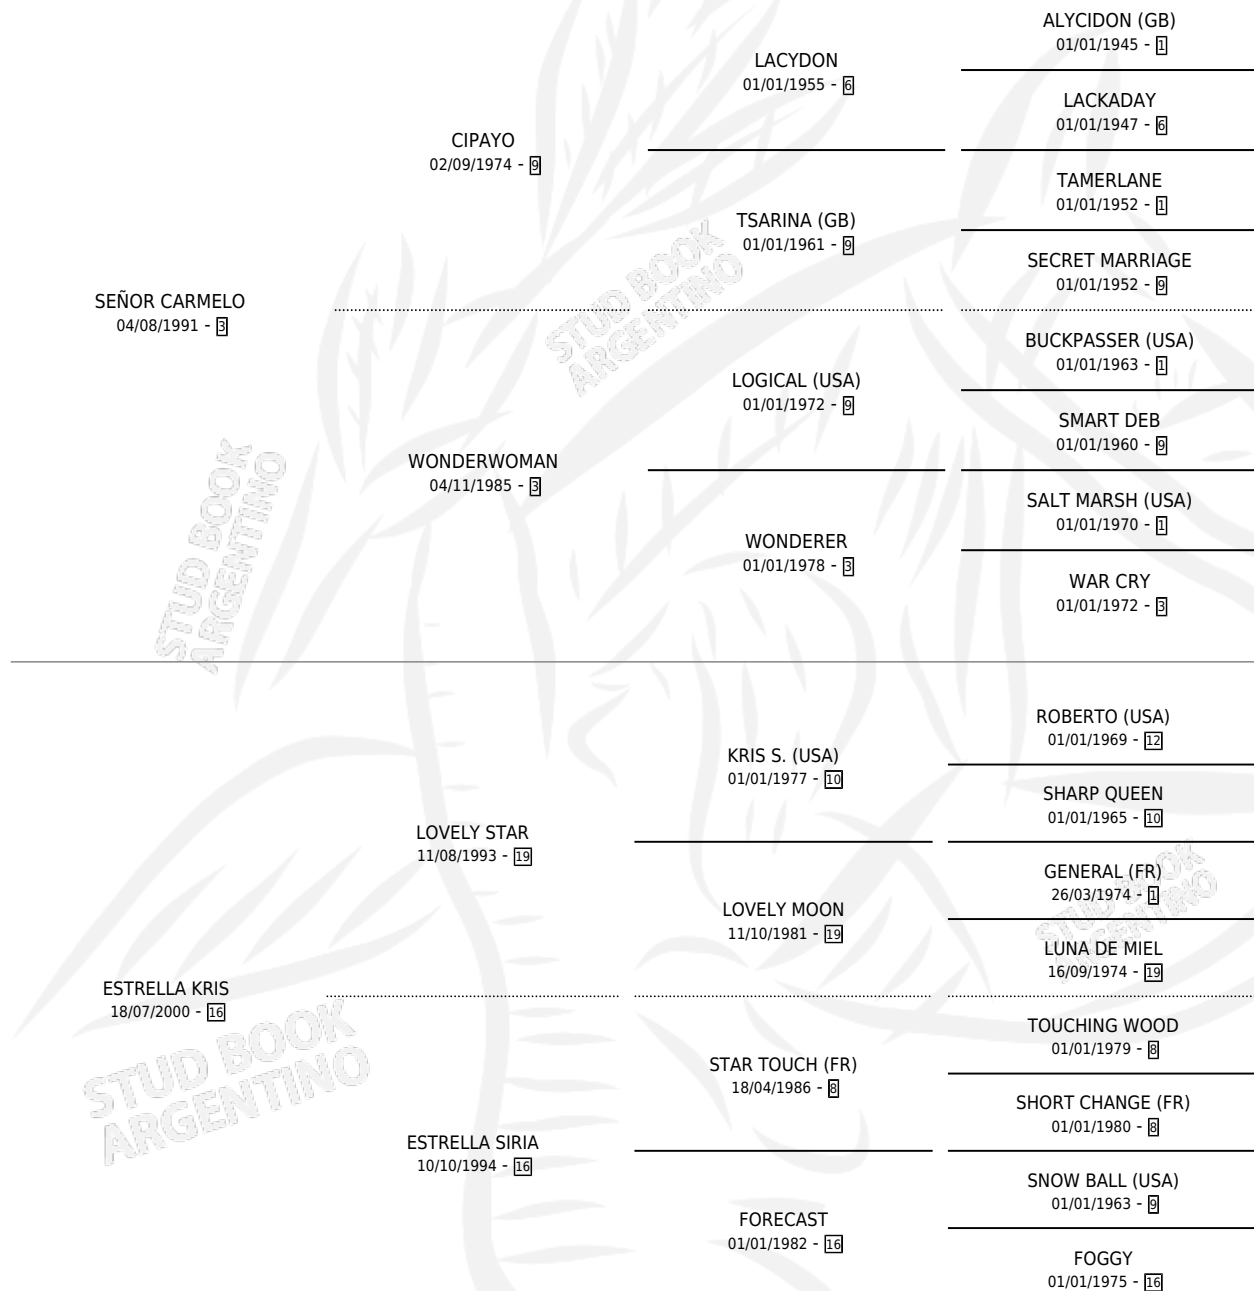 ALYCIDON (GB)
01/01/1945 - 1
LACYDON
01/01/1955 - 6
LACKADAY
01/01/1947 - 6
CIPAYO
02/09/1974 - 9
TAMERLANE
01/01/1952 - 1
TSARINA (GB)
01/01/1961 - 9
SECRET MARRIAGE
01/01/1952 - 9
SEÑOR CARMELO
04/08/1991 - 3
BUCKPASSER (USA)
01/01/1963 - 1
LOGICAL (USA)
01/01/1972 - 9
SMART DEB
01/01/1960 - 9
WONDERWOMAN
04/11/1985 - 3
SALT MARSH (USA)
01/01/1970 - 1
WONDERER
01/01/1978 - 3
WAR CRY
01/01/1972 - 3
ROBERTO (USA)
01/01/1969 - 12
KRIS S. (USA)
01/01/1977 - 10
SHARP QUEEN
01/01/1965 - 10
LOVELY STAR
11/08/1993 - 19
GENERAL (FR)
26/03/1974 - 1
LOVELY MOON
11/10/1981 - 19
LUNA DE MIEL
16/09/1974 - 19
ESTRELLA KRIS
18/07/2000 - 16
TOUCHING WOOD
01/01/1979 - 8
STAR TOUCH (FR)
18/04/1986 - 8
SHORT CHANGE (FR)
01/01/1980 - 8
ESTRELLA SIRIA
10/10/1994 - 16
SNOW BALL (USA)
01/01/1963 - 9
FORECAST
01/01/1982 - 16
FOGGY
01/01/1975 - 16
STUD BOOK
ARGENTINO
STUD BOOK
ARGENTINO
STUD BOOK
ARGENTINO
STUD BOOK
ARGENTINO